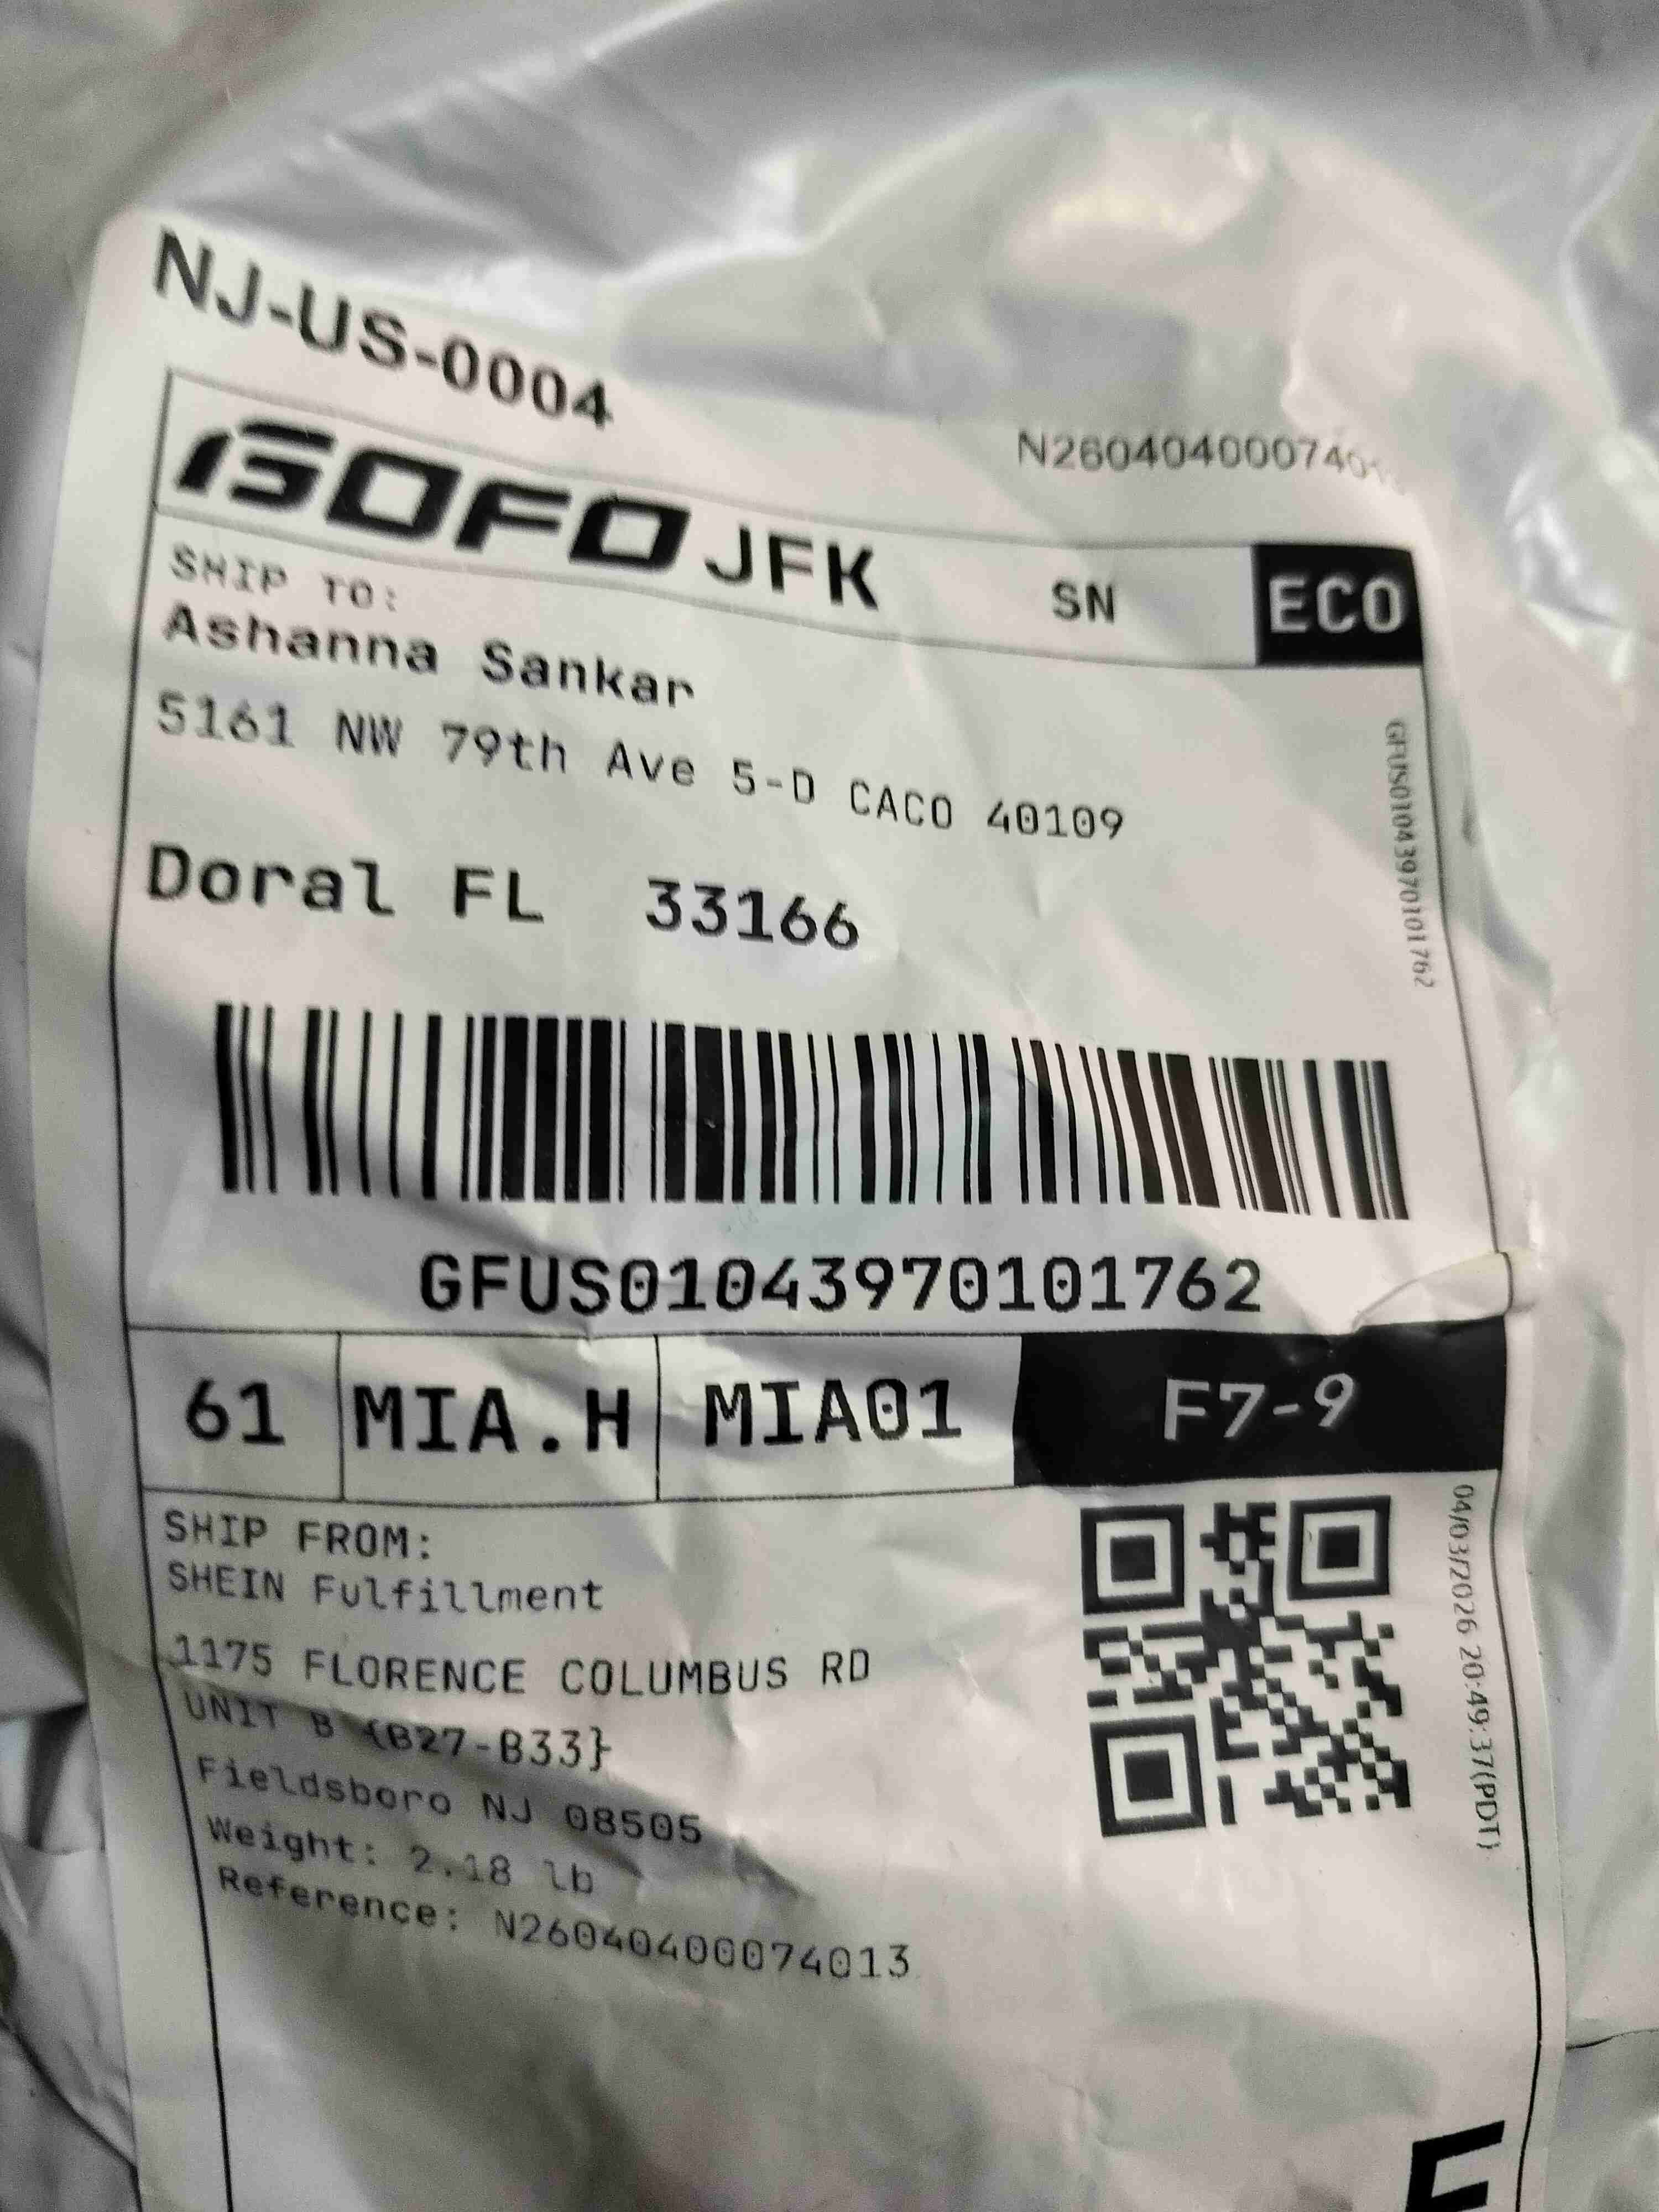 NJ-US-0004
N26040400074
GOFO JFK SN ECO
SHIP TO:
Ashanna Sankar
5161 NW 79th Ave 5-D CACO 40109
Doral FL 33166
GFUS01043970101762
GFUS01043970101762
61 MIA.H MIA01 F7-9
SHIP FROM:
SHEIN Fulfillment
1175 FLORENCE COLUMBUS RD
UNIT B {B27-B33}
Fieldsboro NJ 08505
Weight: 2.18 lb
Reference: N26040400074013
04/03/2026 20:49:37(PDT)